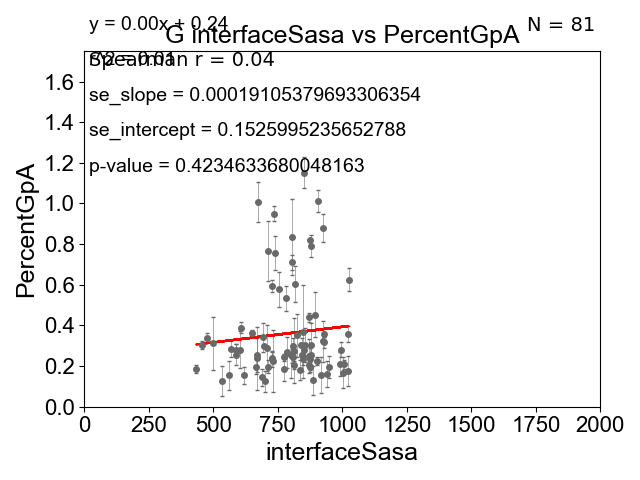 y = 0.00x + 0.24
N = 81
G interfaceSasa vs PercentGpA
Spearman r = 0.04
se_slope = 0.00019105379693306354
se_intercept = 0.1525995235652788
p-value = 0.4234633680048163
PercentGpA
1.6
1.4
1.2
1.0
0.8
0.6
0.4
0.2
0.0
0 250 500 750 1000 1250 1500 1750 2000
interfaceSasa